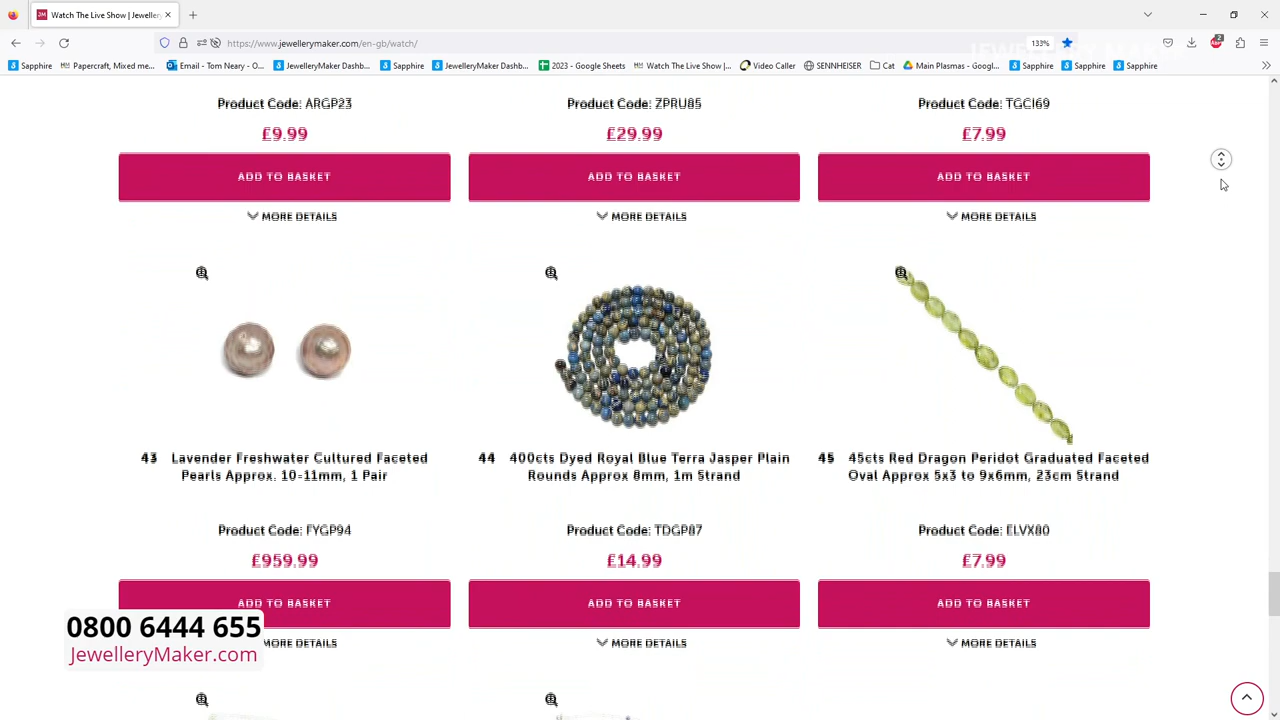 Watch The Live Show | Jeweller
https://www.jewellerymaker.com/en-gb/watch/
133%
2
Sapphire
Papercraft, Mixed me...
Email - Tom Neary - O...
JewelleryMaker Dashb...
Sapphire
JewelleryMaker Dashb...
2023 - Google Sheets
Watch The Live Show |...
Video Caller
SENNHEISER
Cat
Main Plasmas - Googl...
Sapphire
Sapphire
Sapphire
Product Code: ARGP23
£9.99
ADD TO BASKET
MORE DETAILS
Product Code: ZPRU85
£29.99
ADD TO BASKET
MORE DETAILS
Product Code: TGCI69
£7.99
ADD TO BASKET
MORE DETAILS
43 Lavender Freshwater Cultured Faceted
Pearls Approx. 10-11mm, 1 Pair
Product Code: FYGP94
£959.99
ADD TO BASKET
MORE DETAILS
44 400cts Dyed Royal Blue Terra Jasper Plain
Rounds Approx 8mm, 1m Strand
Product Code: TDGP87
£14.99
ADD TO BASKET
MORE DETAILS
45 45cts Red Dragon Peridot Graduated Faceted
Oval Approx 5x3 to 9x6mm, 23cm Strand
Product Code: ELVX80
£7.99
ADD TO BASKET
MORE DETAILS
0800 6444 655
JewelleryMaker.com